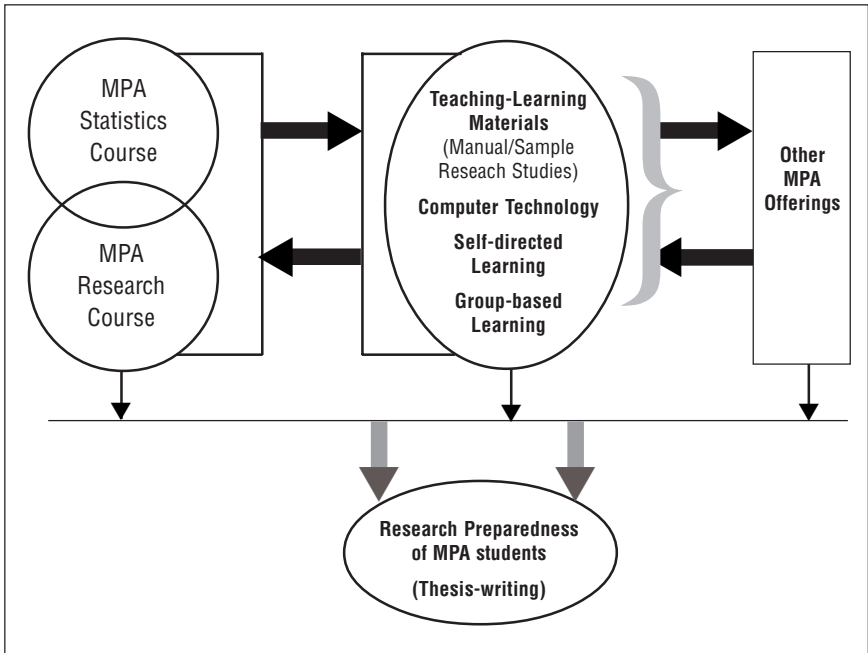 MPA
Statistics
Course
MPA
Research
Course
Teaching-Learning
Materials
(Manual/Sample
Reseach Studies)
Computer Technology
Self-directed
Learning
Group-based
Learning
Other
MPA
Offerings
Research Preparedness
of MPA students
(Thesis-writing)